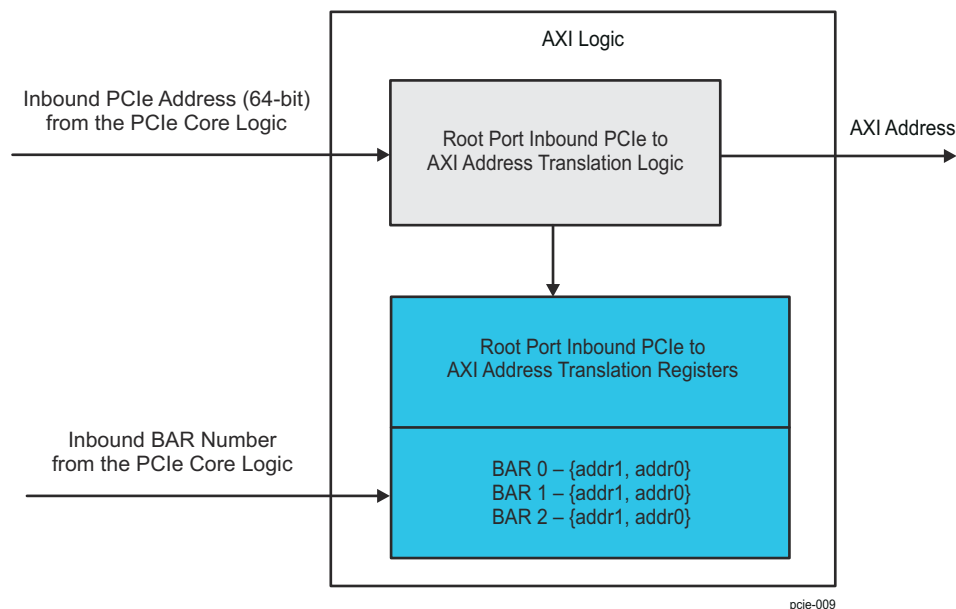 AXI Logic
Inbound PCIe Address (64-bit)
from the PCIe Core Logic
Root Port Inbound PCIe to
AXI Address Translation Logic
AXI Address
Root Port Inbound PCIe to
AXI Address Translation Registers
Inbound BAR Number
from the PCIe Core Logic
BAR 0 – {addr1, addr0}
BAR 1 – {addr1, addr0}
BAR 2 – {addr1, addr0}
pcie-009